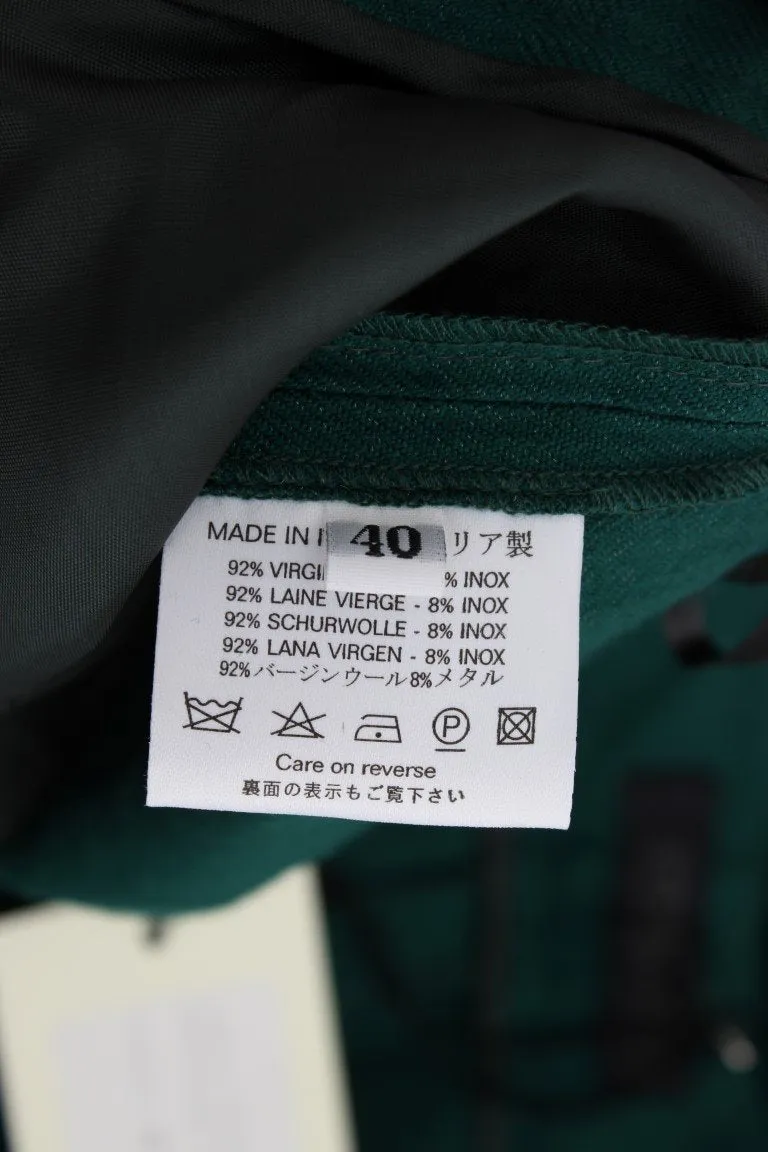 MADE IN I 40 リア製
92% VIRGI % INOX
92% LAINE VIERGE - 8% INOX
92% SCHURWOLLE - 8% INOX
92% LANA VIRGEN - 8% INOX
92%バージンウール8%メタル
P
Care on reverse
裏面の表示もご覧下さい